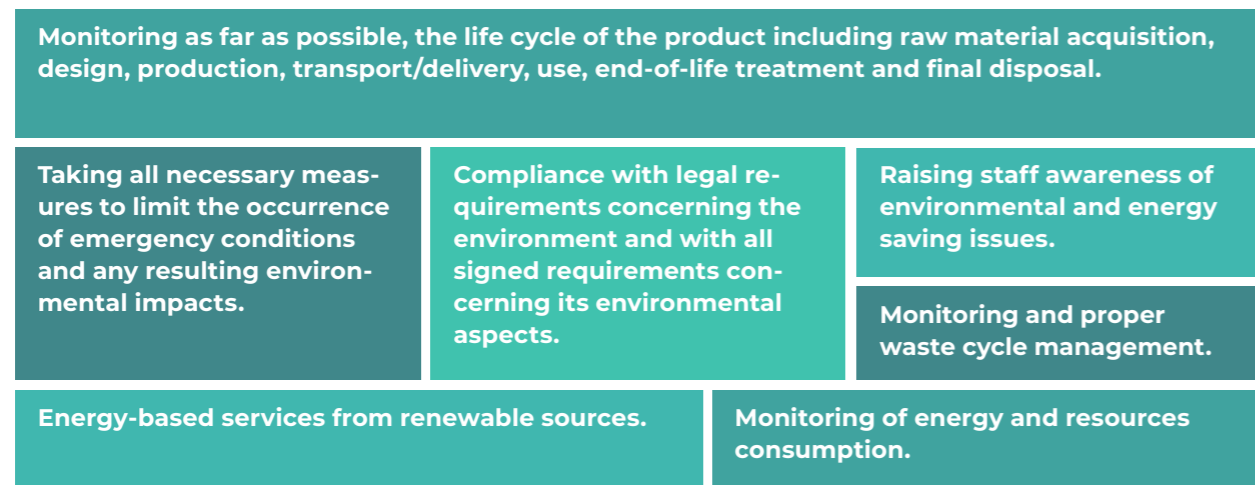 Monitoring as far as possible, the life cycle of the product including raw material acquisition,
design, production, transport/delivery, use, end-of-life treatment and final disposal.
Taking all necessary meas-
ures to limit the occurrence
of emergency conditions
and any resulting environ-
mental impacts.
Compliance with legal re-
quirements concerning the
environment and with all
signed requirements con-
cerning its environmental
aspects.
Raising staff awareness of
environmental and energy
saving issues.
Monitoring and proper
waste cycle management.
Energy-based services from renewable sources.
Monitoring of energy and resources
consumption.